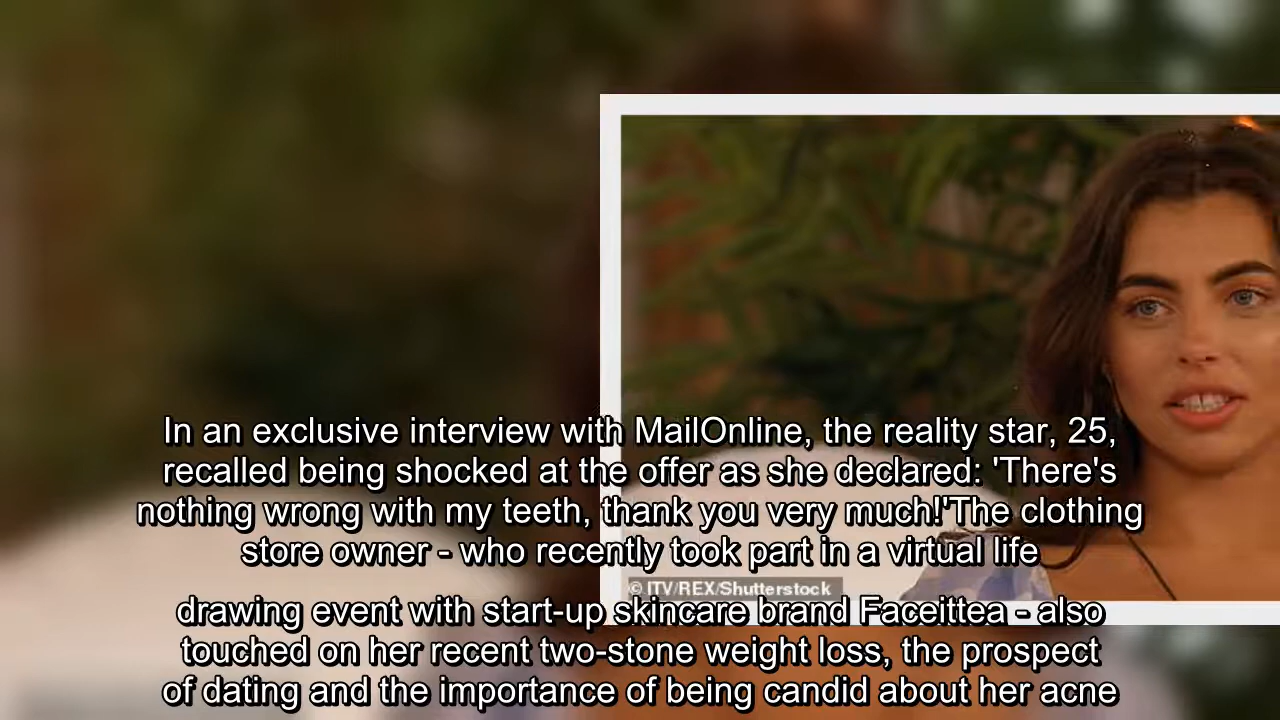 In an exclusive interview with MailOnline, the reality star, 25,
recalled being shocked at the offer as she declared: 'There's
nothing wrong with my teeth, thank you very much!'The clothing
store owner - who recently took part in a virtual life
© ITV/REX/Shutterstock
drawing event with start-up skincare brand Faceittea - also
touched on her recent two-stone weight loss, the prospect
of dating and the importance of being candid about her acne